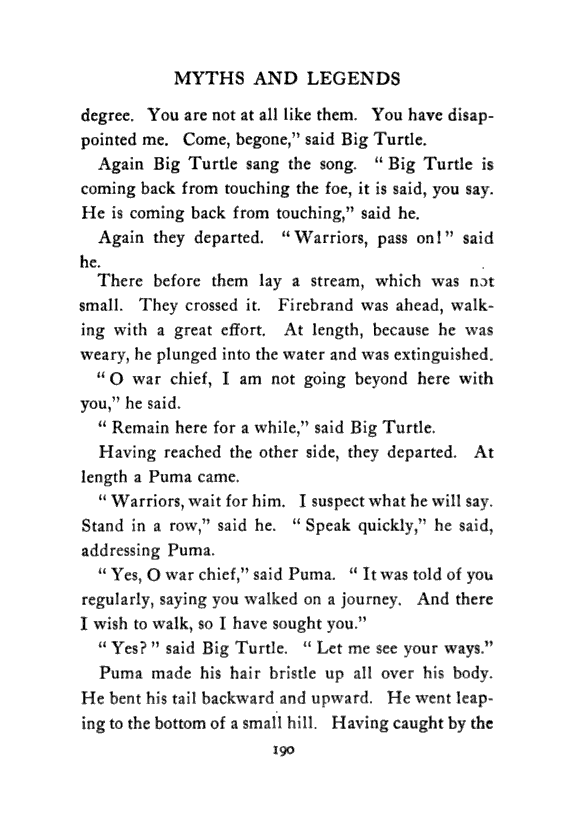 MYTHS AND LEGENDS
degree. You are not at all like them. You have disap-
pointed me. Come, begone,” said Big Turtle.
Again Big Turtle sang the song. “Big Turtle is
coming back from touching the foe, it is said, you say.
He is coming back from touching,” said he.
Again they departed. “Warriors, pass on!” said
he.
There before them lay a stream, which was not
small. They crossed it. Firebrand was ahead, walk-
ing with a great effort. At length, because he was
weary, he plunged into the water and was extinguished.
“O war chief, I am not going beyond here with
you,” he said.
“Remain here for a while,” said Big Turtle.
Having reached the other side, they departed. At
length a Puma came.
“Warriors, wait for him. I suspect what he will say.
Stand in a row,” said he. “Speak quickly,” he said,
addressing Puma.
“Yes, O war chief,” said Puma. “It was told of you
regularly, saying you walked on a journey. And there
I wish to walk, so I have sought you.”
“Yes?” said Big Turtle. “Let me see your ways.”
Puma made his hair bristle up all over his body.
He bent his tail backward and upward. He went leap-
ing to the bottom of a small hill. Having caught by the
190